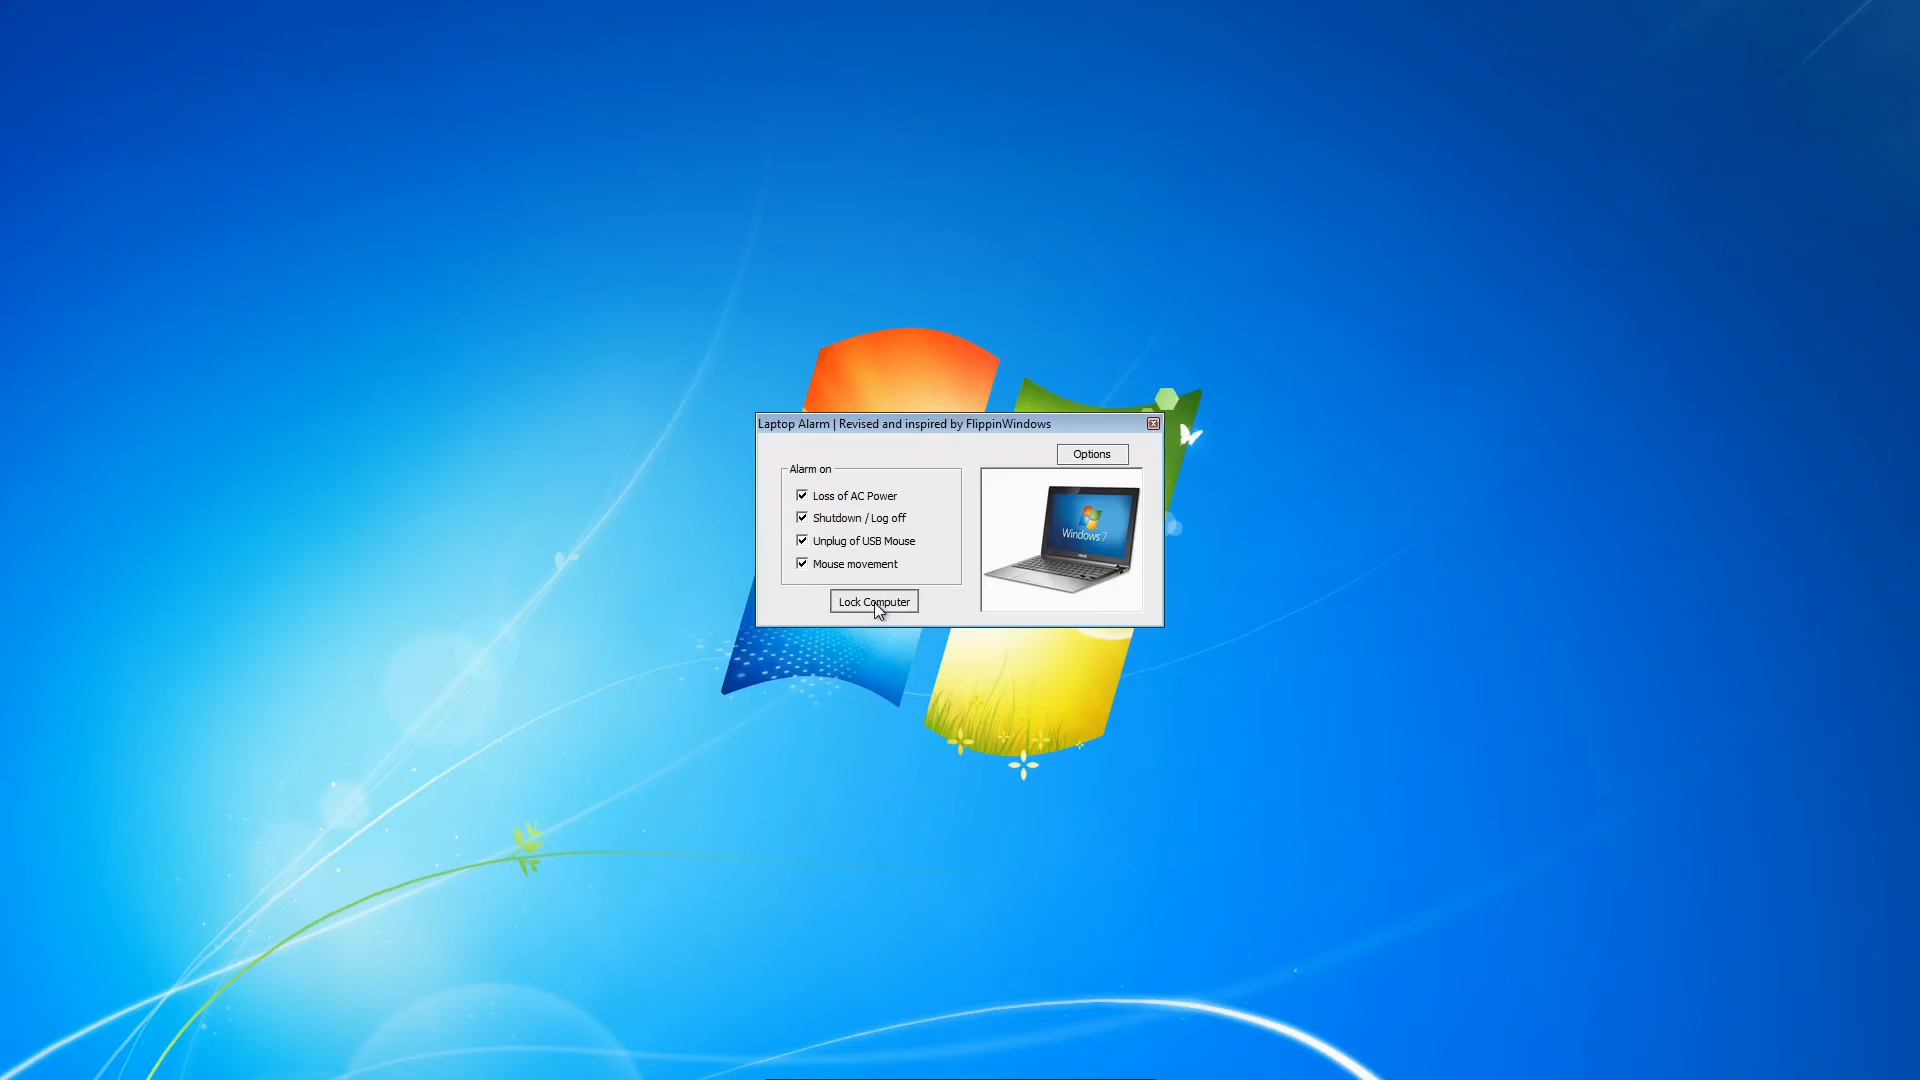 Laptop Alarm | Revised and inspired by FlippinWindows
Options
Alarm on
Loss of AC Power
Shutdown / Log off
Unplug of USB Mouse
Mouse movement
Windows 7
Lock Computer